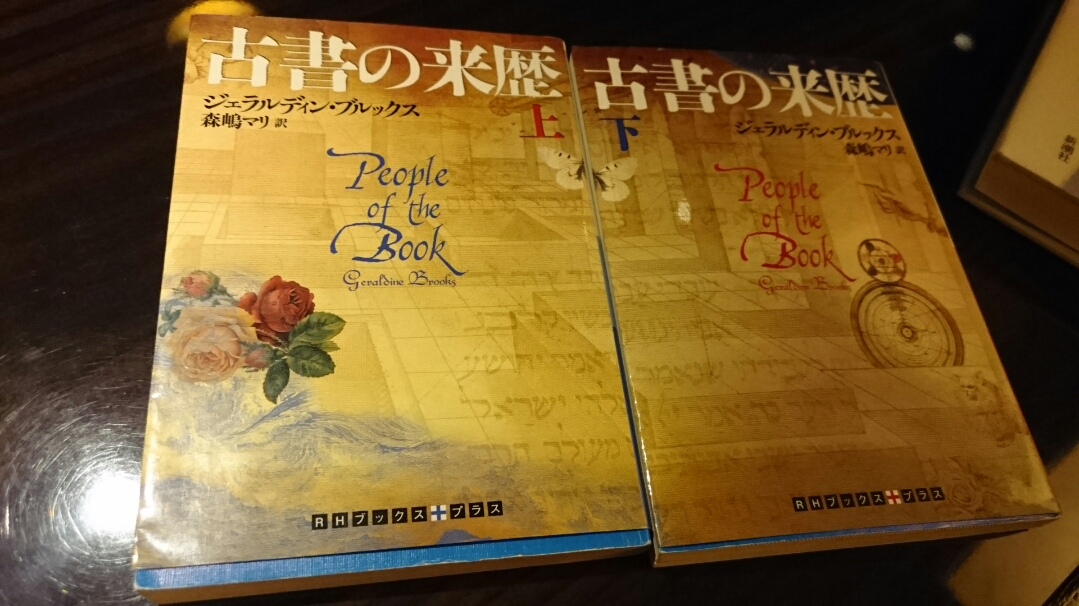 古書の来歴
ジェラルディン・ブルックス
森嶋マリ 訳
上
People
of the
Book
Geraldine Brooks
RHブックス+プラス
古書の来歴
下
ジェラルディン・ブルックス
森嶋マリ 訳
People
of the
Book
Geraldine Brooks
RHブックス+プラス
新潮社